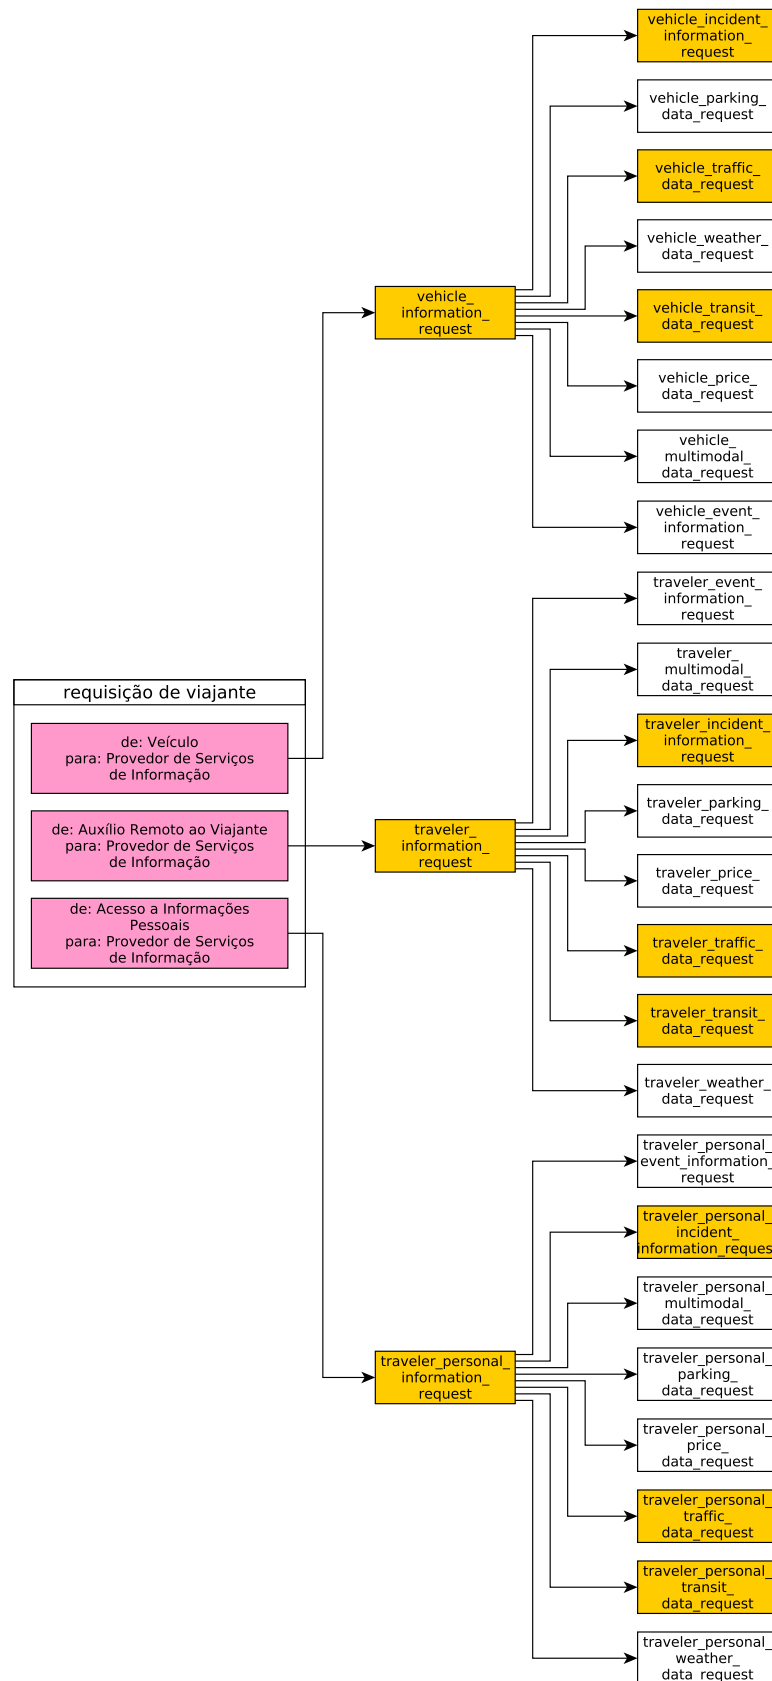 vehicle_incident_
information_
request
vehicle_parking_
data_request
vehicle_traffic_
data_request
vehicle_weather_
data_request
vehicle_
information_
request
vehicle_transit_
data_request
vehicle_price_
data_request
vehicle_
multimodal_
data_request
vehicle_event_
information_
request
traveler_event_
information_
request
traveler_
multimodal_
data_request
requisição de viajante
de: Veículo
para: Provedor de Serviços
de Informação
de: Auxílio Remoto ao Viajante
para: Provedor de Serviços
de Informação
de: Acesso a Informações
Pessoais
para: Provedor de Serviços
de Informação
traveler_incident_
information_
request
traveler_parking_
data_request
traveler_
information_
request
traveler_price_
data_request
traveler_traffic_
data_request
traveler_transit_
data_request
traveler_weather_
data_request
traveler_personal_
event_information_
request
traveler_personal_
incident_
information_reques
traveler_personal_
multimodal_
data_request
traveler_personal_
information_
request
traveler_personal_
parking_
data_request
traveler_personal_
price_
data_request
traveler_personal_
traffic_
data_request
traveler_personal_
transit_
data_request
traveler_personal_
weather_
data_request